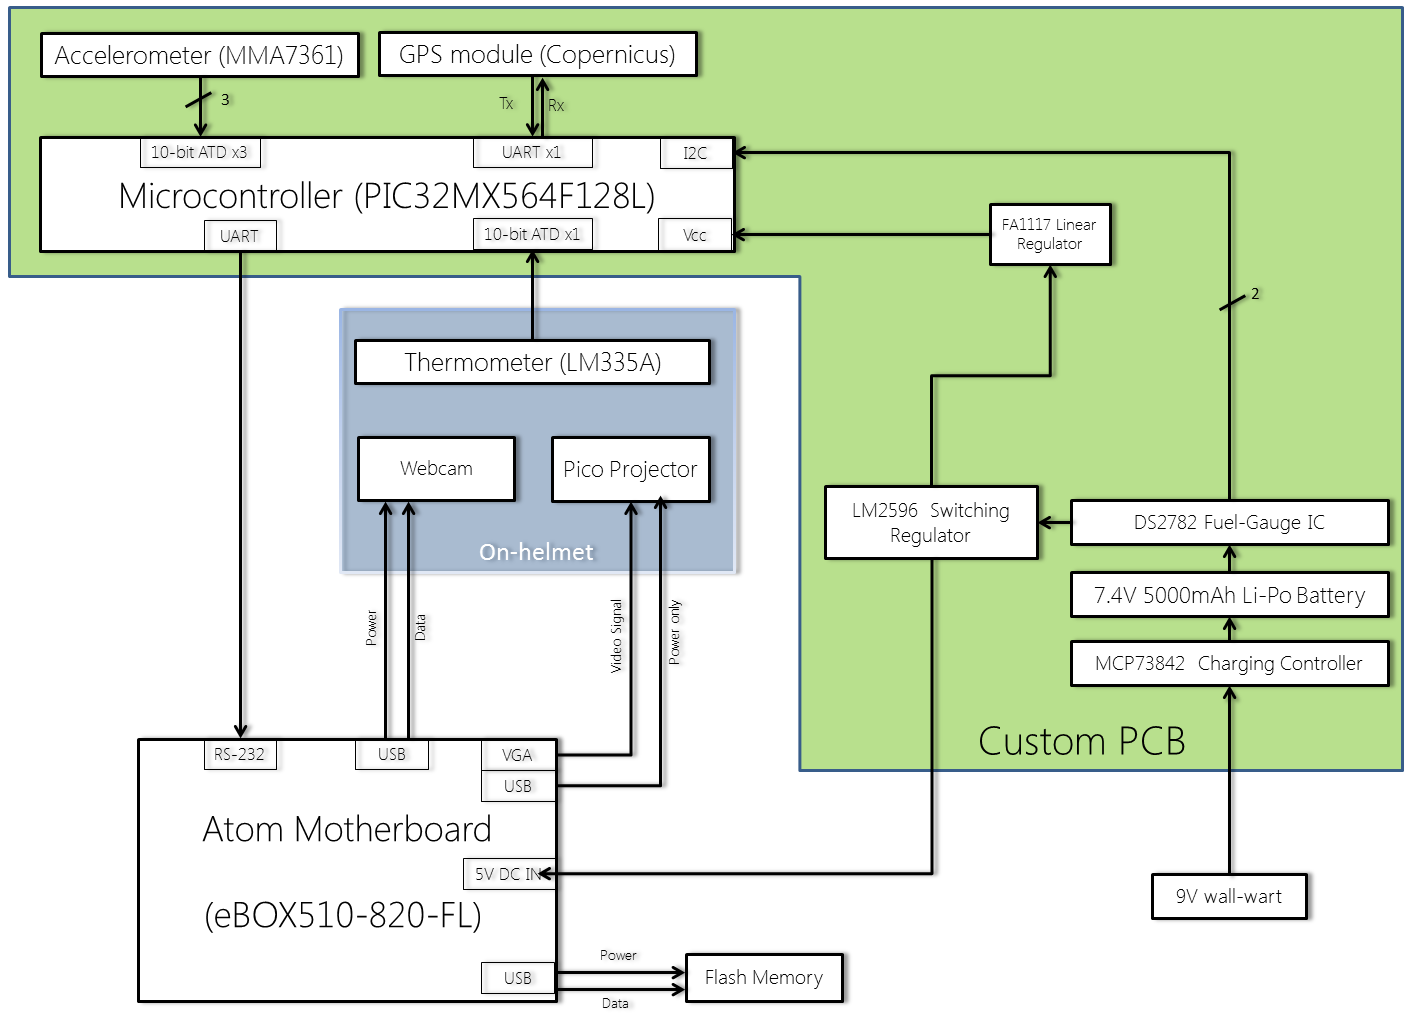 Accelerometer (MMA7361)
GPS module (Copernicus)
3
Tx
Rx
10-bit ATD x3
UART x1
I2C
Microcontroller (PIC32MX564F128L)
UART
10-bit ATD x1
Vcc
FA1117 Linear
Regulator
2
Thermometer (LM335A)
Webcam
Pico Projector
On-helmet
LM2596 Switching
Regulator
DS2782 Fuel-Gauge IC
7.4V 5000mAh Li-Po Battery
MCP73842 Charging Controller
Power
Data
Video Signal
Power only
Custom PCB
RS-232
USB
VGA
USB
Atom Motherboard
5V DC IN
(eBOX510-820-FL)
9V wall-wart
USB
Power
Data
Flash Memory